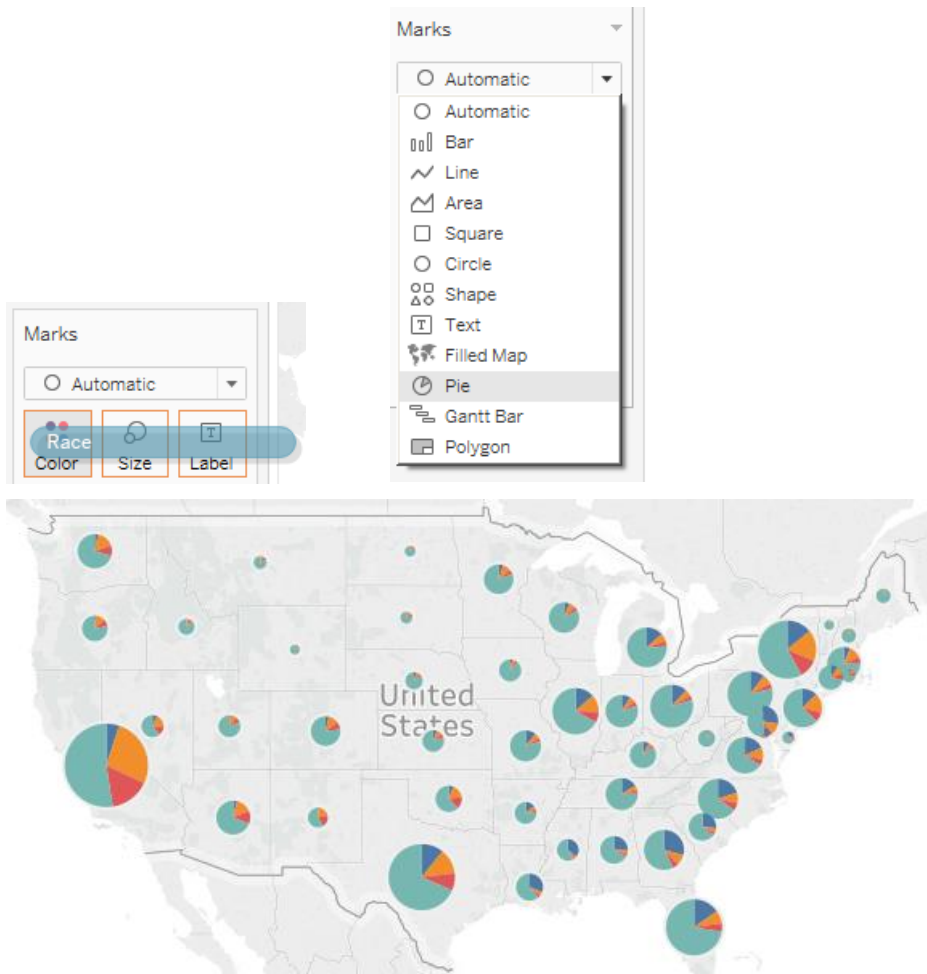 Marks
Automatic
Automatic
Bar
Line
Area
Square
Circle
Shape
T Text
Filled Map
Pie
Gantt Bar
Polygon
Marks
Automatic
T
Race
Color Size Label
United
States